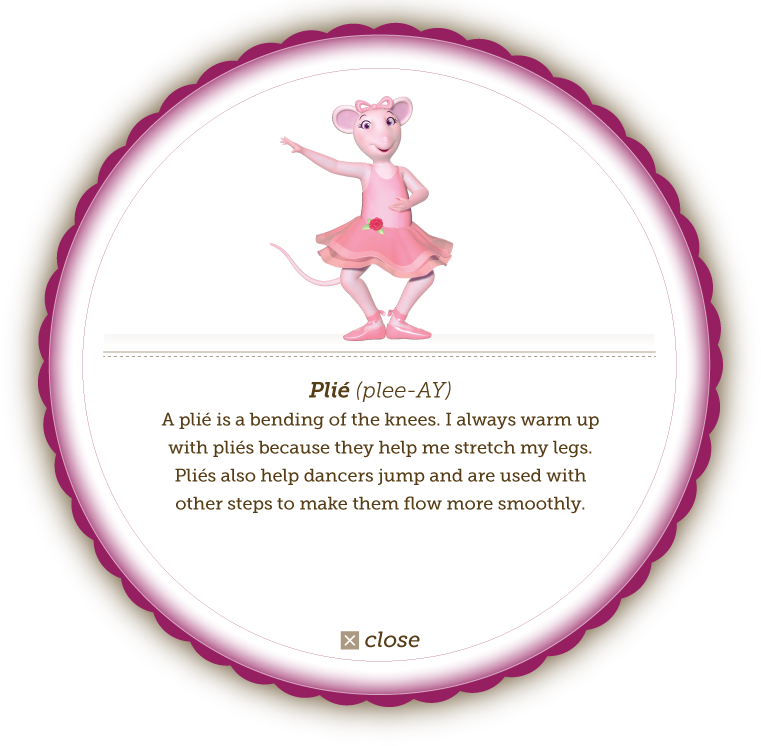 Plié (plee-AY)
A plié is a bending of the knees. I always warm up
with pliés because they help me stretch my legs.
Pliés also help dancers jump and are used with
other steps to make them flow more smoothly.
close